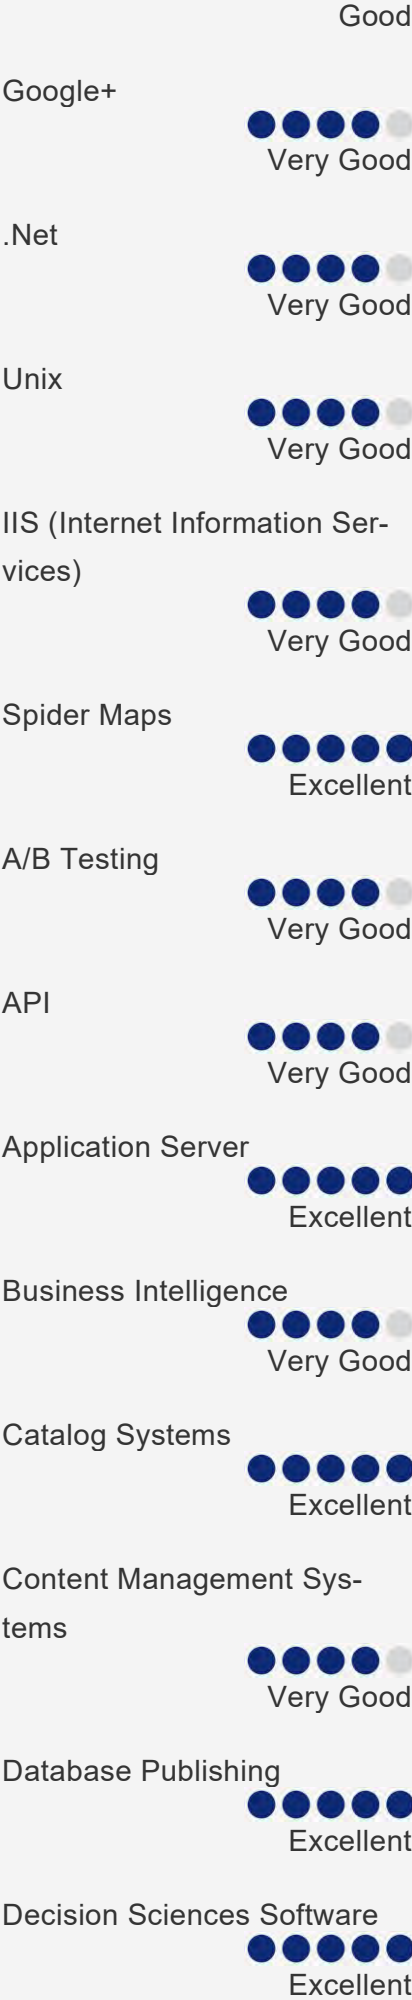 Good
Google+
Very Good
.Net
Very Good
Unix
Very Good
IIS (Internet Information Ser-
vices)
Very Good
Spider Maps
Excellent
A/B Testing
Very Good
API
Very Good
Application Server
Excellent
Business Intelligence
Very Good
Catalog Systems
Excellent
Content Management Sys-
tems
Very Good
Database Publishing
Excellent
Decision Sciences Software
Excellent